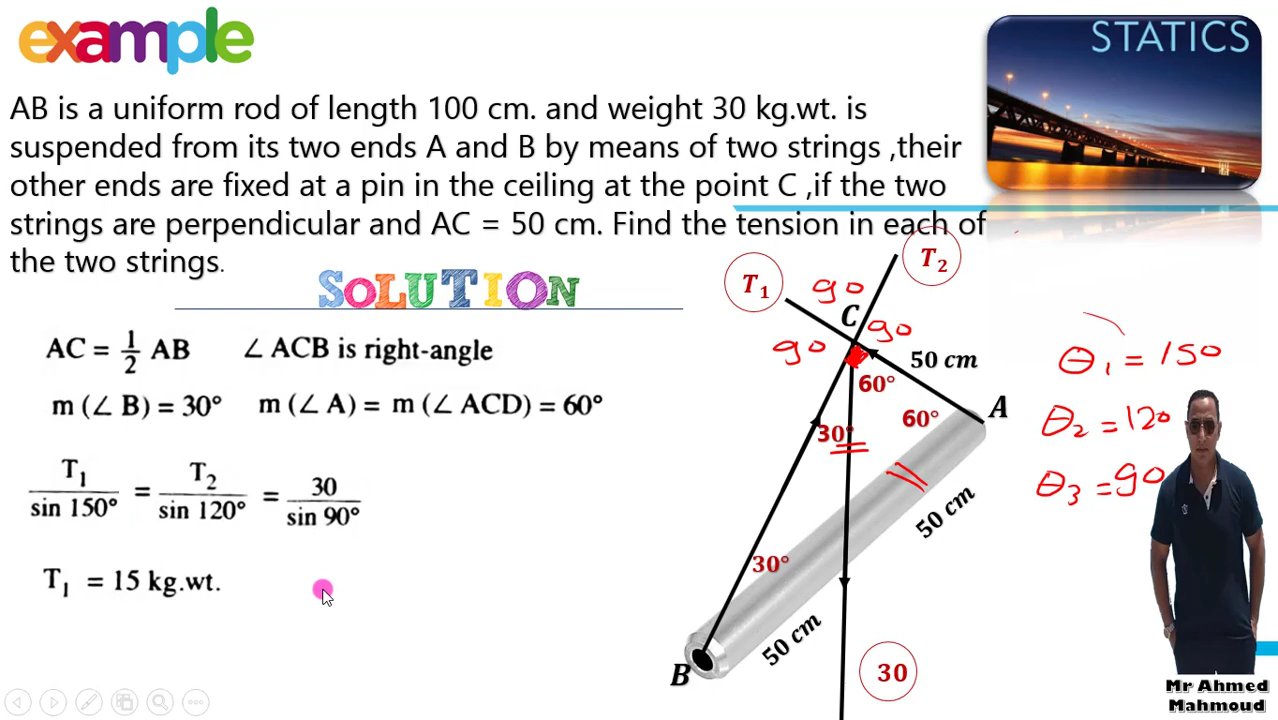 example
STATICS
AB is a uniform rod of length 100 cm. and weight 30 kg.wt. is
suspended from its two ends A and B by means of two strings ,their
other ends are fixed at a pin in the ceiling at the point C ,if the two
strings are perpendicular and AC = 50 cm. Find the tension in each of
the two strings.
SOLUTION
AC = 1/2 AB ∠ ACB is right-angle
m (∠ B) = 30° m (∠ A) = m (∠ ACD) = 60°
T₁/sin 150° = T₂/sin 120° = 30/sin 90°
T₁ = 15 kg.wt.
T₂
T₁
90
C
90
90
50 cm
60°
60°
A
30°
50 cm
30°
50 cm
B
30
θ₁ = 150
θ₂ = 120
θ₃ = 90
Mr Ahmed
Mahmoud